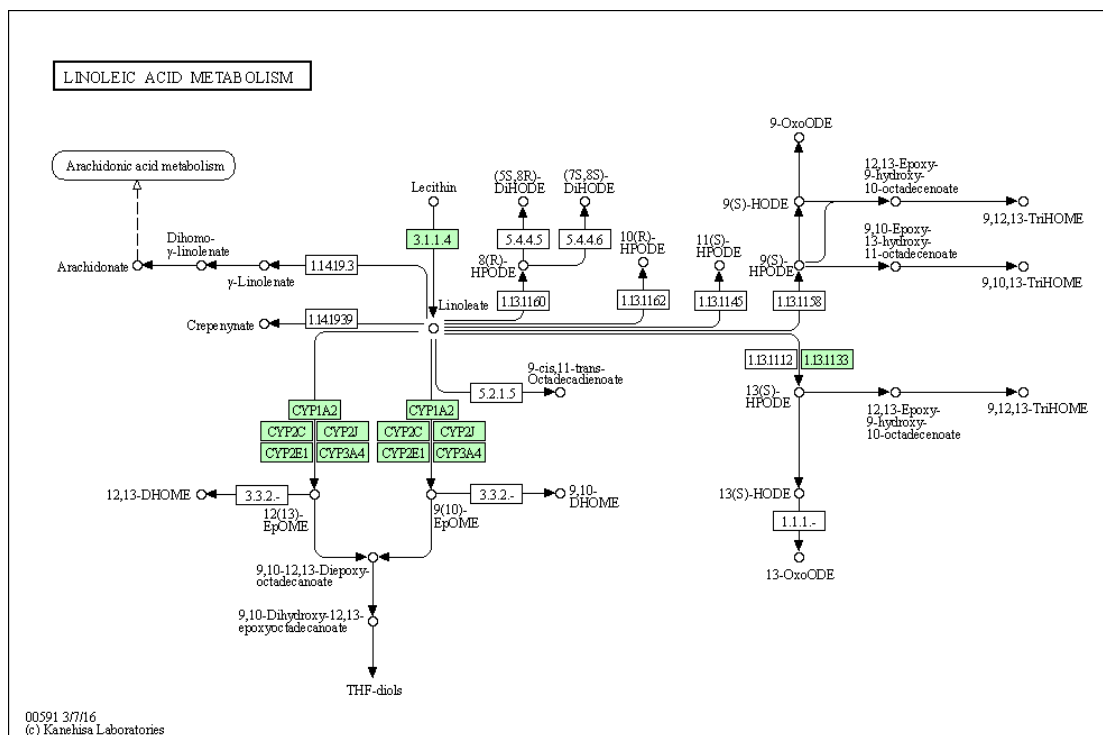 LINOLEIC ACID METABOLISM
9-OxoODE
Arachidonic acid metabolism
Lecithin
(5S,8R)-
DiHODE
(7S,8S)-
DiHODE
12,13-Epoxy-
9-hydroxy-
10-octadecenoate
9(S)-HODE
9,12,13-TriHOME
3.1.1.4
5.4.4.5
5.4.4.6
10(R)-
HPODE
11(S)-
HPODE
9,10-Epoxy-
13-hydroxy-
11-octadecenoate
Dihomo-
γ-linolenate
Arachidonate
γ-Linolenate
1.14.19.3
8(R)-
HPODE
9(S)-
HPODE
9,10,13-TriHOME
Linoleate
1.13.11.60
1.13.11.62
1.13.11.45
1.13.11.58
Crepenynate
1.14.19.39
1.13.11.12
1.13.11.33
9-cis,11-trans-
Octadecadienoate
5.2.1.5
13(S)-
HPODE
12,13-Epoxy-
9-hydroxy-
10-octadecenoate
9,12,13-TriHOME
CYP1A2
CYP2C
CYP2J
CYP2E1
CYP3A4
CYP1A2
CYP2C
CYP2J
CYP2E1
CYP3A4
12,13-DHOME
3.3.2.-
12(13)-
EpOME
9(10)-
EpOME
3.3.2.-
9,10-
DHOME
13(S)-HODE
1.1.1.-
13-OxoODE
9,10-12,13-Diepoxy-
octadecanoate
9,10-Dihydroxy-12,13-
epoxyoctadecanoate
THF-diols
00591 3/7/16
(c) Kanehisa Laboratories